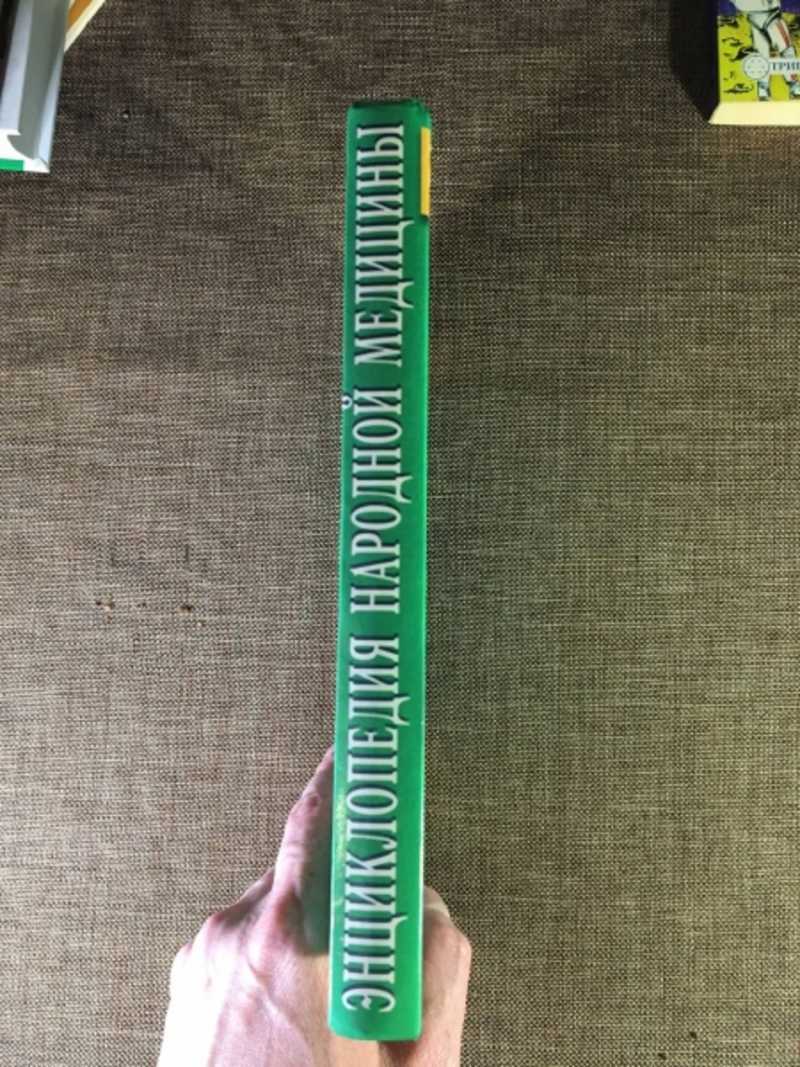 ЭНЦИКЛОПЕДИЯ НАРОДНОЙ МЕДИЦИНЫ